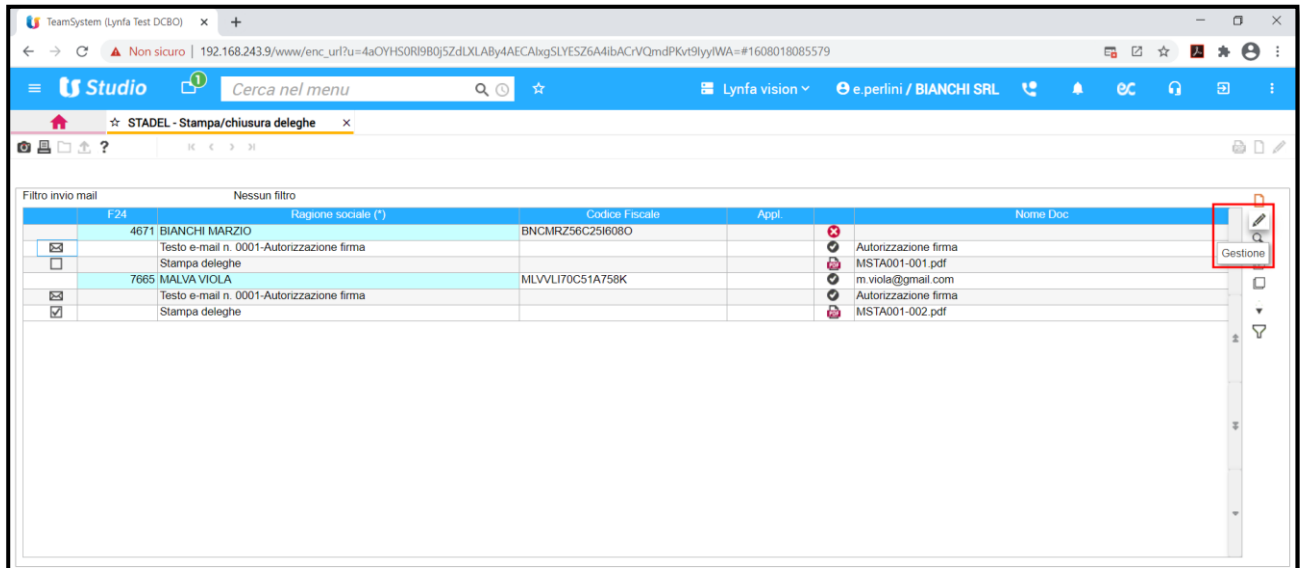 TeamSystem (Lynfa Test DCBO)
Non sicuro | 192.168.243.9/www/enc_url?u=4aOYHS0RI9B0j5ZdLXLABy4AECAlxgSLYESZ6A4ibACrVQmdPKvt9IyyIWA=#1608018085579
Studio 1 Cerca nel menu Lynfa vision e.perlini / BIANCHI SRL ec
STADEL - Stampa/chiusura deleghe
?
Filtro invio mail Nessun filtro
F24 Ragione sociale (*) Codice Fiscale Appl. Nome Doc
4671 BIANCHI MARZIO BNCMRZ56C25I608O
Testo e-mail n. 0001-Autorizzazione firma Autorizzazione firma
Stampa deleghe MSTA001-001.pdf
7665 MALVA VIOLA MLVVLI70C51A758K m.viola@gmail.com
Testo e-mail n. 0001-Autorizzazione firma Autorizzazione firma
Stampa deleghe MSTA001-002.pdf
Gestione